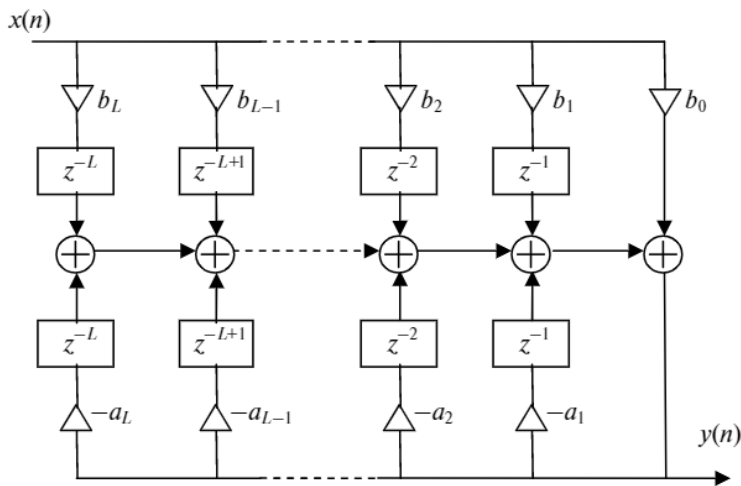 x(n)
b_L b_{L−1} b_2 b_1 b_0
z^{−L} z^{−L+1} z^{−2} z^{−1}
z^{−L} z^{−L+1} z^{−2} z^{−1}
−a_L −a_{L−1} −a_2 −a_1
y(n)